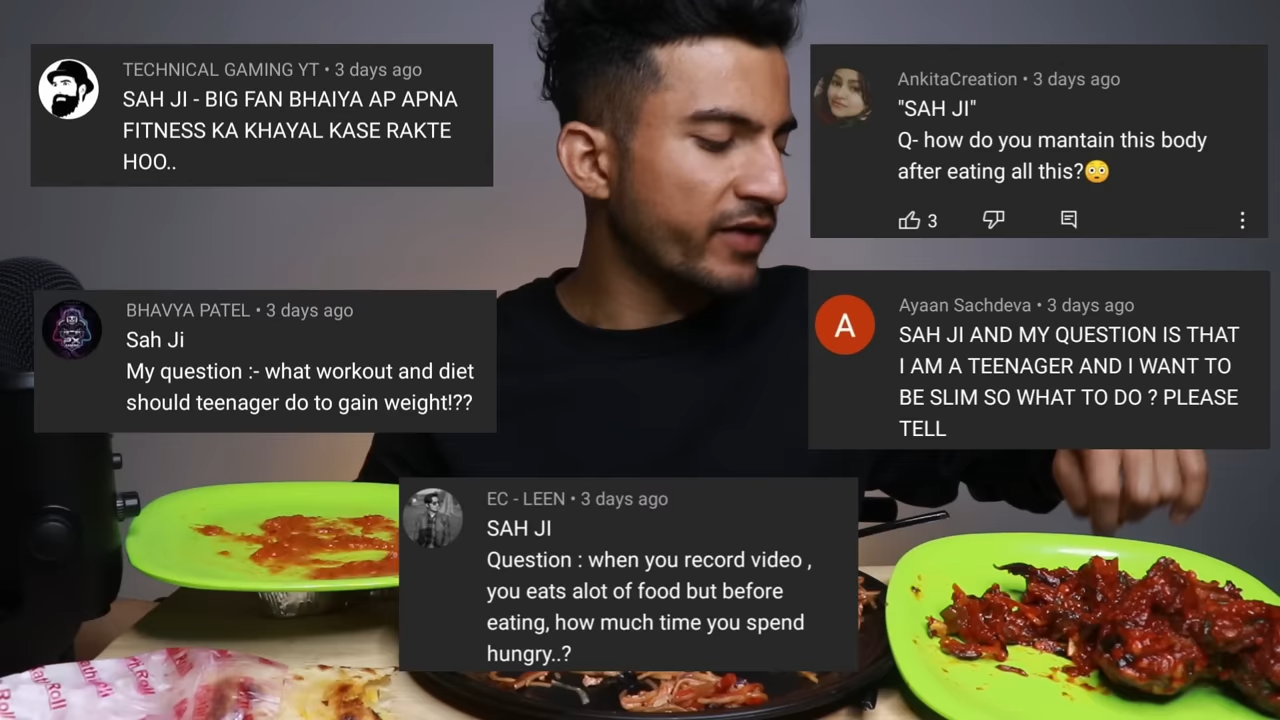 TECHNICAL GAMING YT • 3 days ago
SAH JI - BIG FAN BHAIYA AP APNA
FITNESS KA KHAYAL KASE RAKTE
HOO..
AnkitaCreation • 3 days ago
"SAH JI"
Q- how do you mantain this body
after eating all this?😳
3
BHAVYA PATEL • 3 days ago
Sah Ji
My question :- what workout and diet
should teenager do to gain weight!??
A
Ayaan Sachdeva • 3 days ago
SAH JI AND MY QUESTION IS THAT
I AM A TEENAGER AND I WANT TO
BE SLIM SO WHAT TO DO ? PLEASE
TELL
EC - LEEN • 3 days ago
SAH JI
Question : when you record video ,
you eats alot of food but before
eating, how much time you spend
hungry..?
Roll